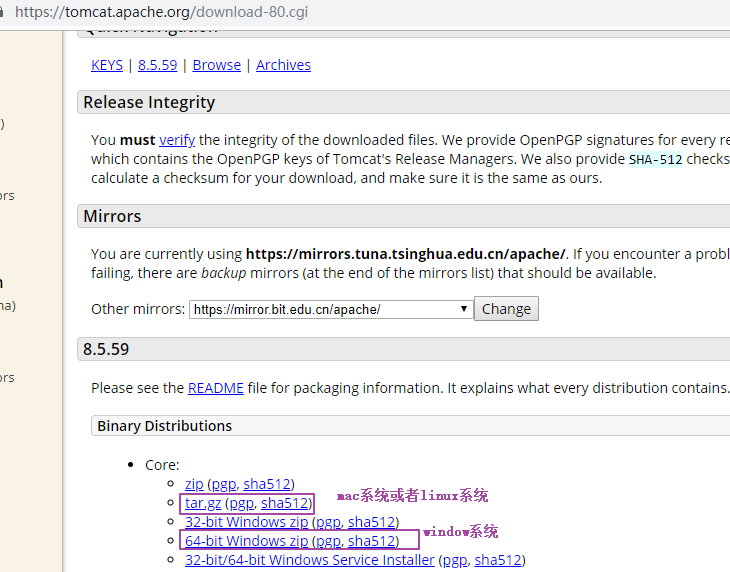 https://tomcat.apache.org/download-80.cgi
Quick Navigation
KEYS | 8.5.59 | Browse | Archives
Release Integrity
)
You must verify the integrity of the downloaded files. We provide OpenPGP signatures for every re
which contains the OpenPGP keys of Tomcat's Release Managers. We also provide SHA-512 checks
calculate a checksum for your download, and make sure it is the same as ours.
ors
Mirrors
You are currently using https://mirrors.tuna.tsinghua.edu.cn/apache/. If you encounter a probl
failing, there are backup mirrors (at the end of the mirrors list) that should be available.
n
na)
Other mirrors: https://mirror.bit.edu.cn/apache/ Change
8.5.59
ors
Please see the README file for packaging information. It explains what every distribution contains.
Binary Distributions
Core:
zip (pgp, sha512)
tar.gz (pgp, sha512) mac系统或者linux系统
32-bit Windows zip (pgp, sha512)
64-bit Windows zip (pgp, sha512) window系统
32-bit/64-bit Windows Service Installer (pgp, sha512)